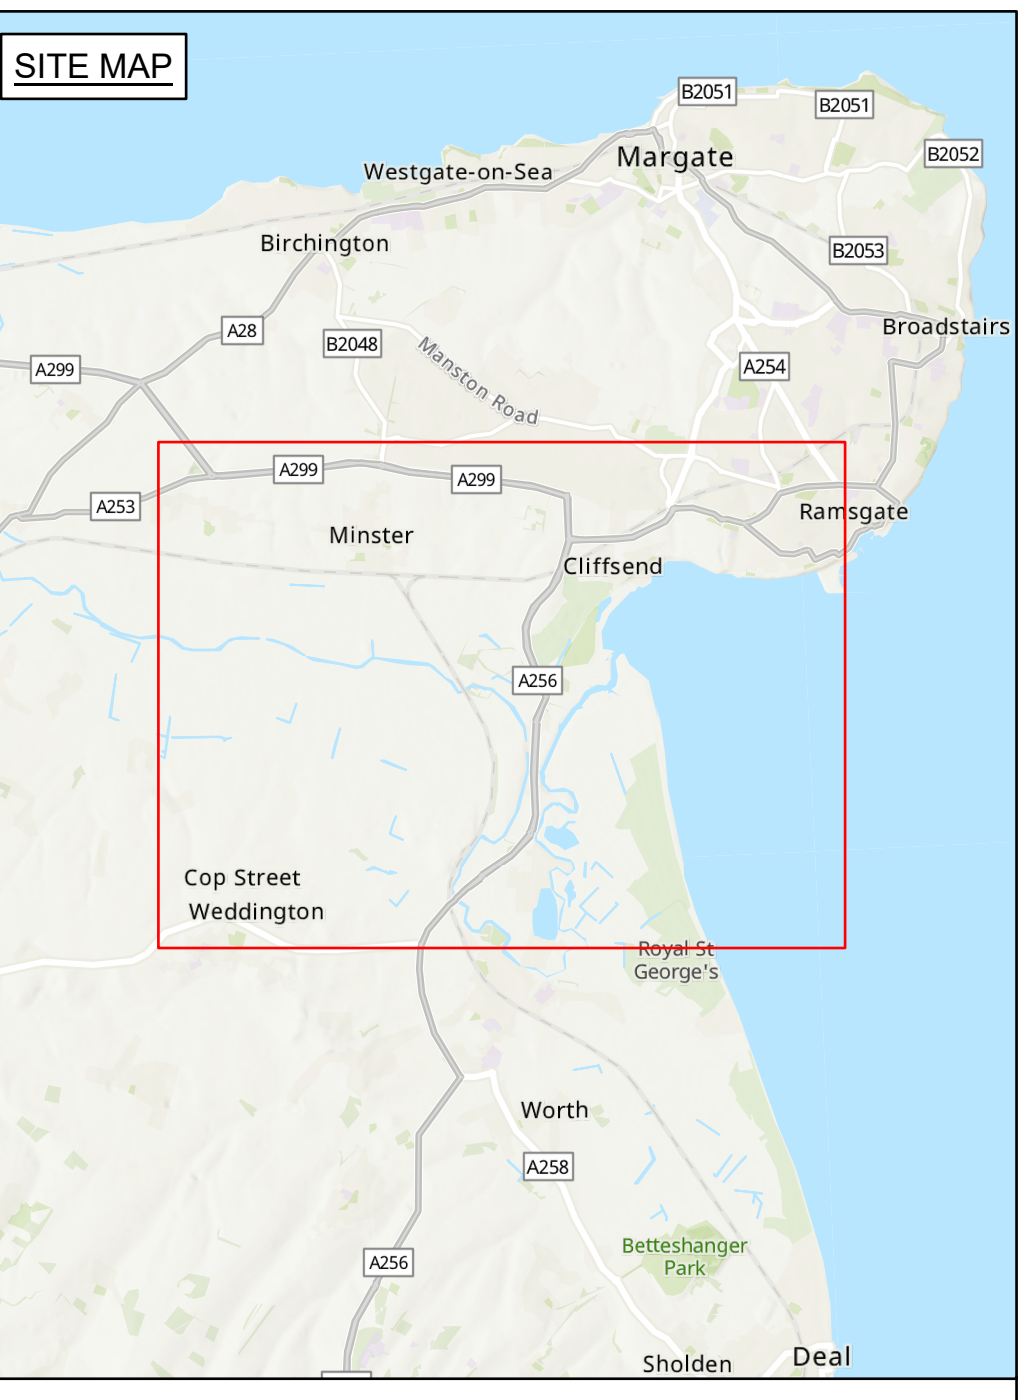 SITE MAP
B2051
B2051
B2052
Margate
Westgate-on-Sea
Birchington
B2053
Broadstairs
A28
B2048
A299
Manston Road
A254
A299
A299
A253
Ramsgate
Minster
Cliffsend
A256
Cop Street
Weddington
Royal St
George's
Worth
A258
Betteshanger
Park
A256
Sholden
Deal